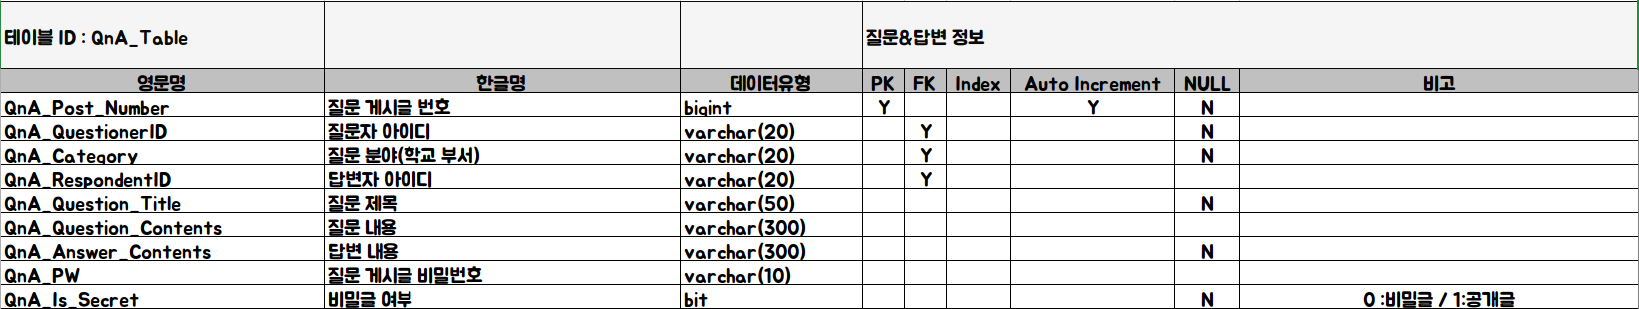 테이블 ID : QnA_Table 질문&답변 정보
영문명 한글명 데이터유형 PK FK Index Auto Increment NULL 비고
QnA_Post_Number 질문 게시글 번호 bigint Y Y N
QnA_QuestionerID 질문자 아이디 varchar(20) Y N
QnA_Category 질문 분야(학교 부서) varchar(20) Y N
QnA_RespondentID 답변자 아이디 varchar(20) Y
QnA_Question_Title 질문 제목 varchar(50) N
QnA_Question_Contents 질문 내용 varchar(300)
QnA_Answer_Contents 답변 내용 varchar(300) N
QnA_PW 질문 게시글 비밀번호 varchar(10)
QnA_Is_Secret 비밀글 여부 bit N 0 :비밀글 / 1:공개글